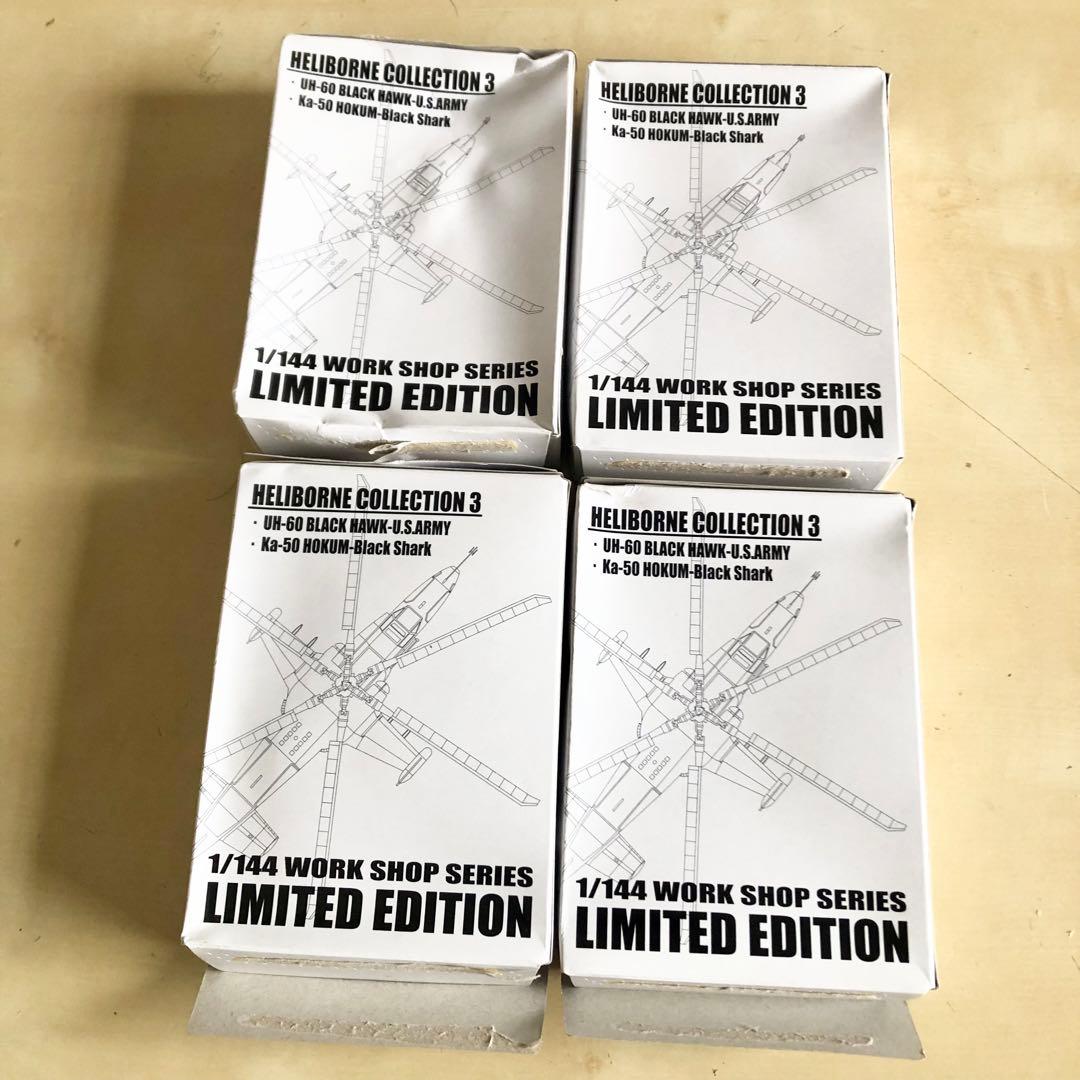 HELIBORNE COLLECTION 3
· UH-60 BLACK HAWK-U.S.ARMY
· Ka-50 HOKUM-Black Shark
1/144 WORK SHOP SERIES
LIMITED EDITION
HELIBORNE COLLECTION 3
· UH-60 BLACK HAWK-U.S.ARMY
· Ka-50 HOKUM-Black Shark
1/144 WORK SHOP SERIES
LIMITED EDITION
HELIBORNE COLLECTION 3
· UH-60 BLACK HAWK-U.S.ARMY
· Ka-50 HOKUM-Black Shark
1/144 WORK SHOP SERIES
LIMITED EDITION
HELIBORNE COLLECTION 3
· UH-60 BLACK HAWK-U.S.ARMY
· Ka-50 HOKUM-Black Shark
1/144 WORK SHOP SERIES
LIMITED EDITION